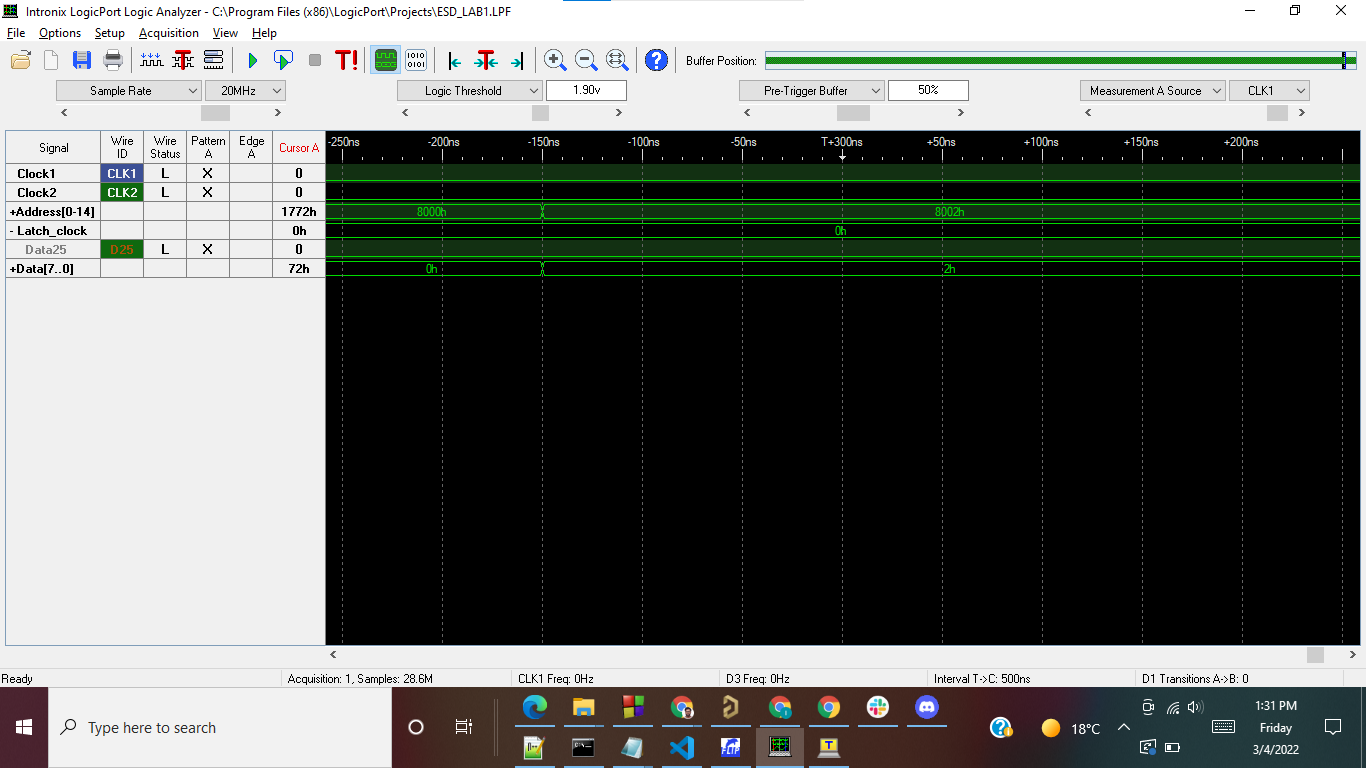 Intronix LogicPort Logic Analyzer - C:\Program Files (x86)\LogicPort\Projects\ESD_LAB1.LPF
File Options Setup Acquisition View Help
T!
1010
0101
?
Buffer Position:
Sample Rate 20MHz Logic Threshold 1.90v Pre-Trigger Buffer 50% Measurement A Source CLK1
Signal Wire ID Wire Status Pattern A Edge A Cursor A -250ns -200ns -150ns -100ns -50ns T+300ns +50ns +100ns +150ns +200ns
Clock1 CLK1 L X 0
Clock2 CLK2 L X 0
+Address[0-14] 1772h 8000h 8002h
- Latch_clock 0h 0h
Data25 D25 L X 0
+Data[7..0] 72h 0h 2h
Ready Acquisition: 1, Samples: 28.6M CLK1 Freq: 0Hz D3 Freq: 0Hz Interval T->C: 500ns D1 Transitions A->B: 0
Type here to search
FLIP
T
18°C
1:31 PM
Friday
3/4/2022